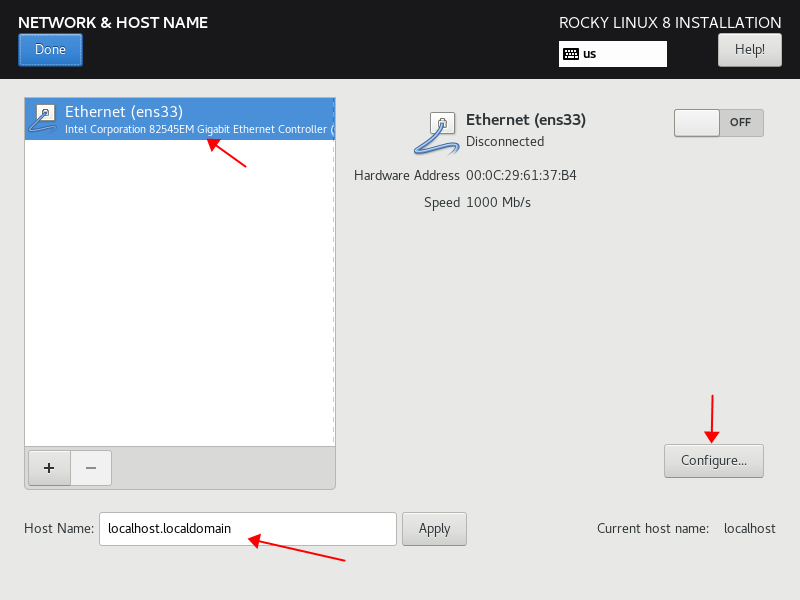 NETWORK & HOST NAME
ROCKY LINUX 8 INSTALLATION
Done
us
Help!
Ethernet (ens33)
Intel Corporation 82545EM Gigabit Ethernet Controller (
Ethernet (ens33)
Disconnected
OFF
Hardware Address 00:0C:29:61:37:B4
Speed 1000 Mb/s
+ −
Configure...
Host Name: localhost.localdomain Apply
Current host name: localhost